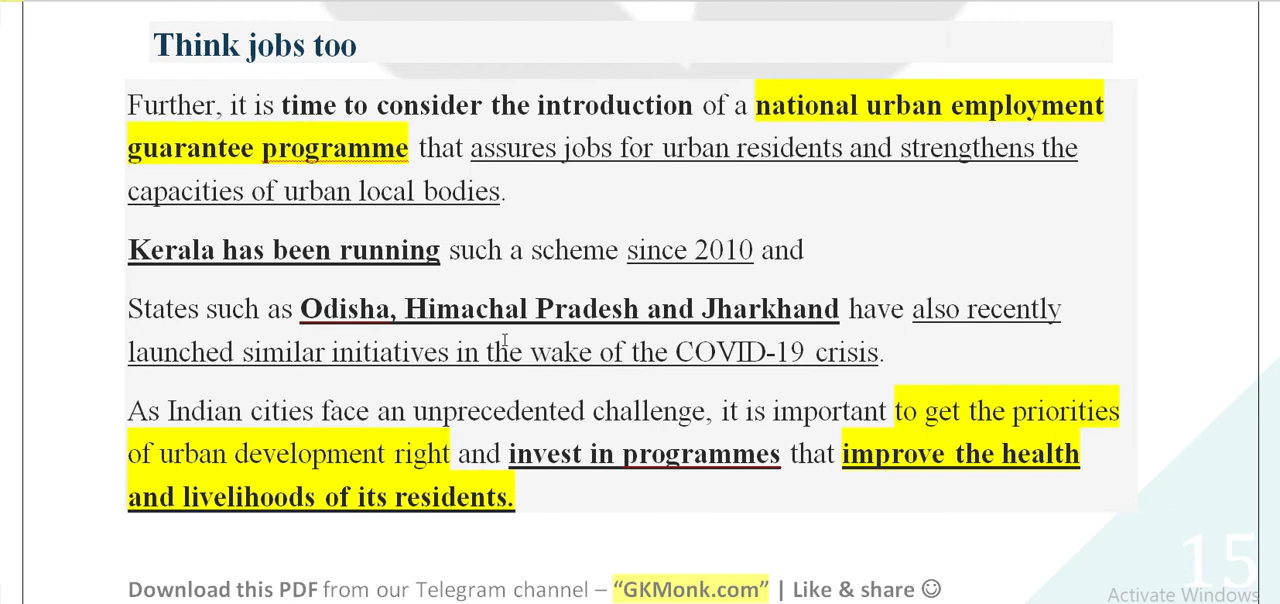 Think jobs too
Further, it is time to consider the introduction of a national urban employment
guarantee programme that assures jobs for urban residents and strengthens the
capacities of urban local bodies.
Kerala has been running such a scheme since 2010 and
States such as Odisha, Himachal Pradesh and Jharkhand have also recently
launched similar initiatives in the wake of the COVID-19 crisis.
As Indian cities face an unprecedented challenge, it is important to get the priorities
of urban development right and invest in programmes that improve the health
and livelihoods of its residents.
15
Download this PDF from our Telegram channel – “GKMonk.com” | Like & share ☺
Activate Windows